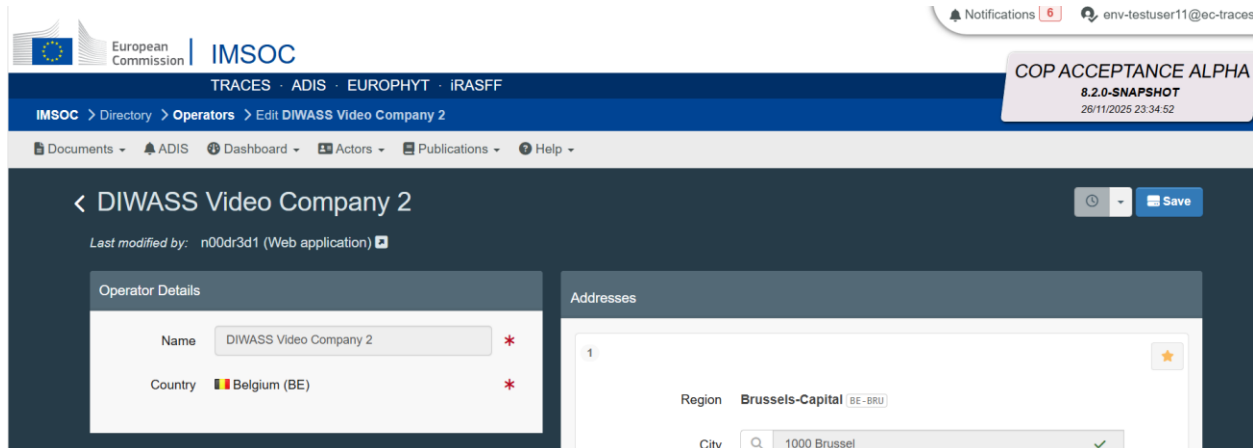 Notifications 6 env-testuser11@ec-traces
European
Commission
IMSOC
COP ACCEPTANCE ALPHA
8.2.0-SNAPSHOT
26/11/2025 23:34:52
TRACES · ADIS · EUROPHYT · iRASFF
IMSOC > Directory > Operators > Edit DIWASS Video Company 2
Documents ADIS Dashboard Actors Publications Help
DIWASS Video Company 2
Save
Last modified by: n00dr3d1 (Web application)
Operator Details
Name DIWASS Video Company 2 *
Country Belgium (BE) *
Addresses
1
Region Brussels-Capital BE-BRU
City 1000 Brussel